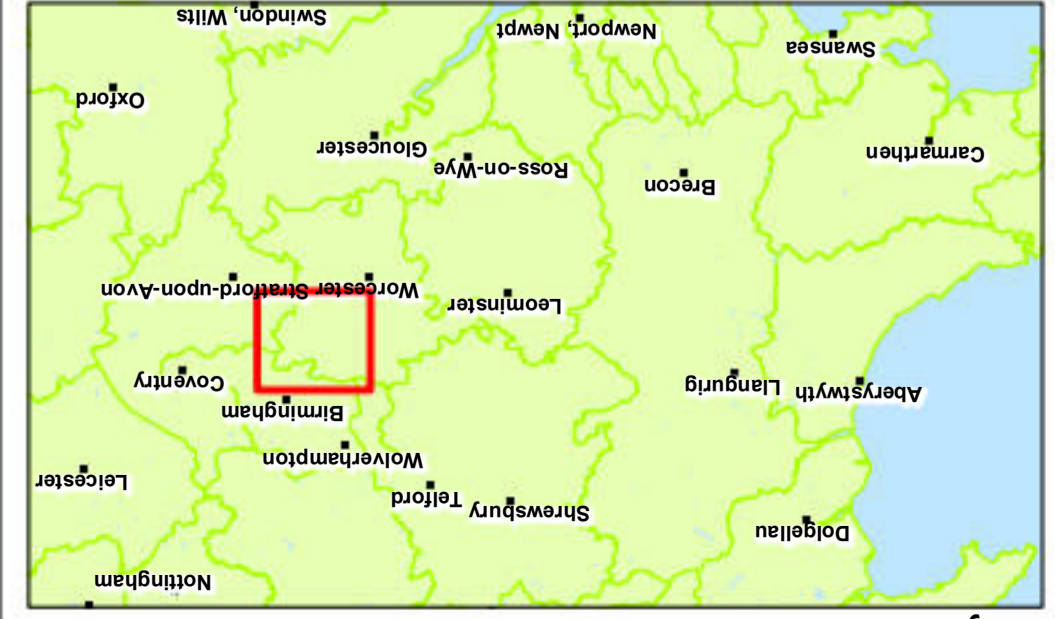 Nottingham
Dolgellau
Shrewsbury
Telford
Leicester
Wolverhampton
Birmingham
Aberystwyth
Llangurig
Coventry
Leominster
Worcester
Stratford-upon-Avon
Brecon
Ross-on-Wye
Carmarthen
Gloucester
Oxford
Swansea
Newport, Newpt
Swindon, Wilts